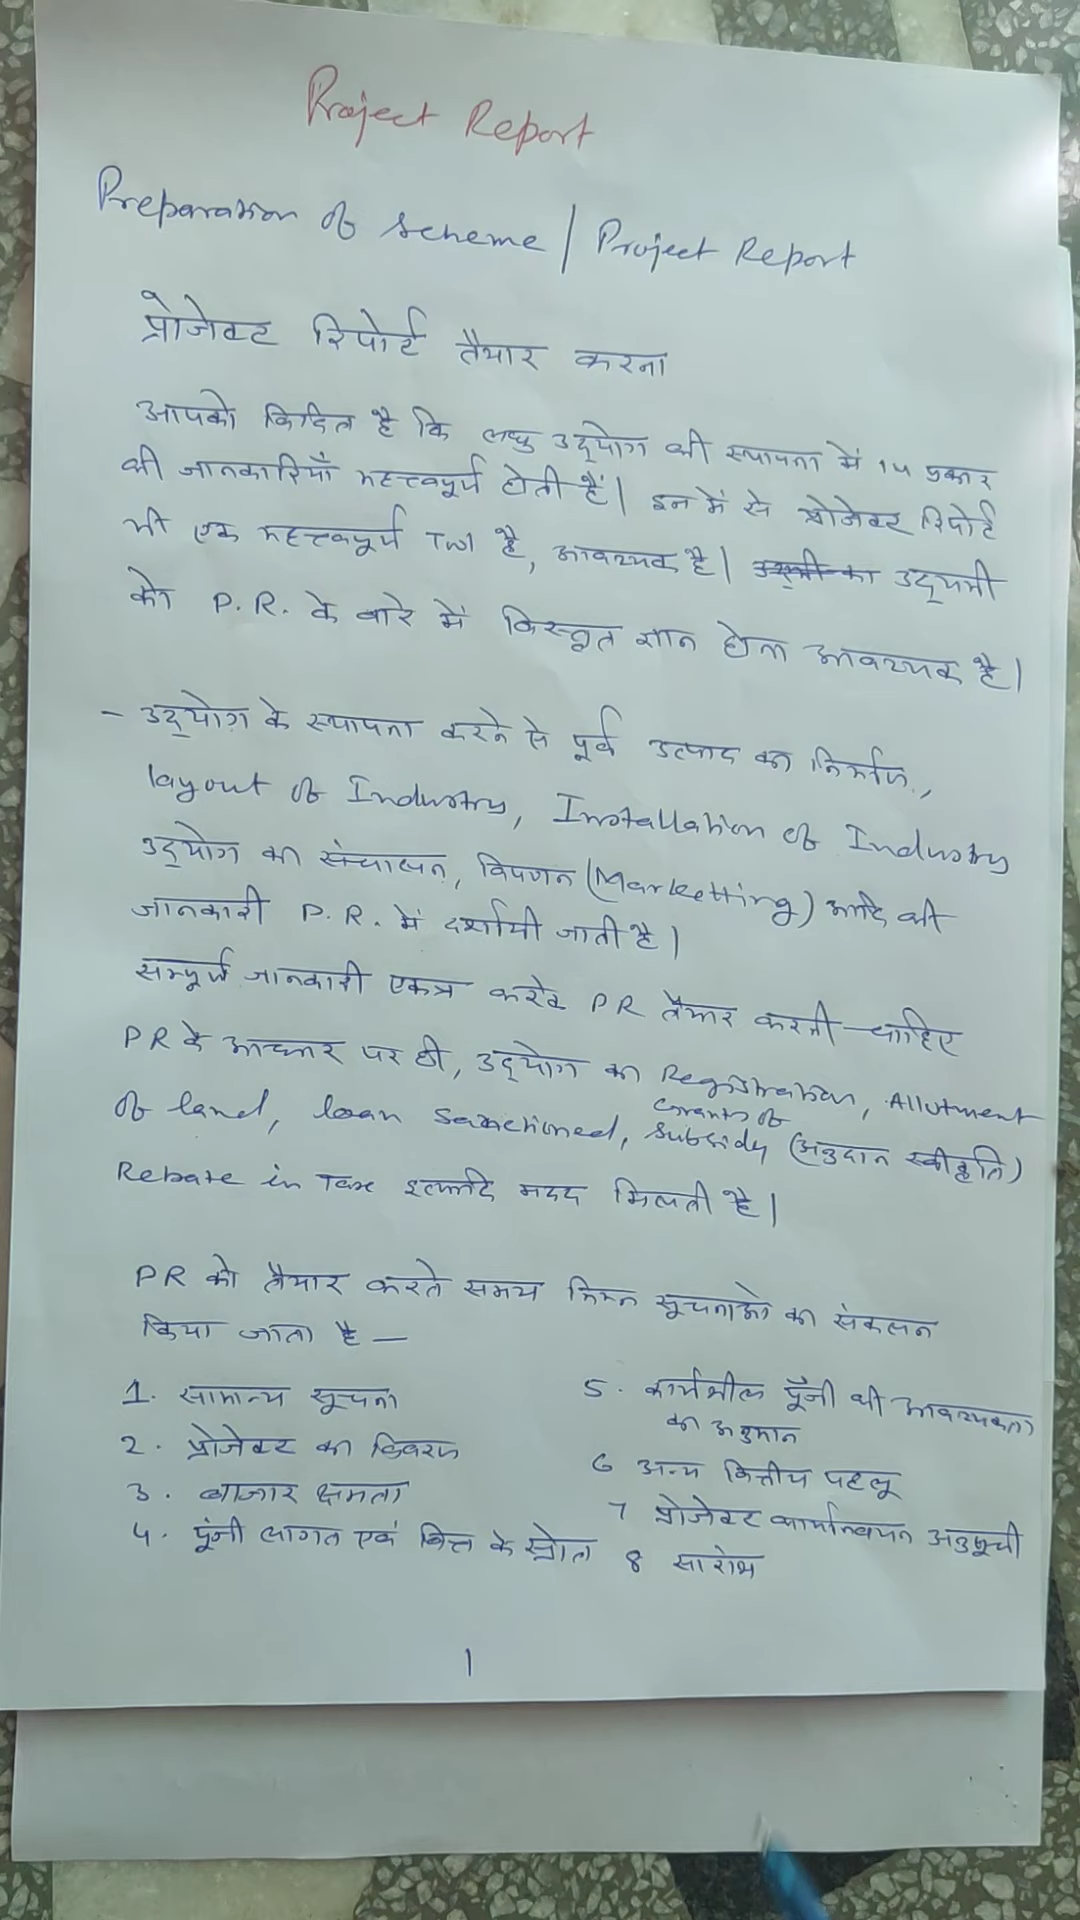 Project Report
Preparation of scheme / Project Report
प्रोजेक्ट रिपोर्ट तैयार करना
आपको विदित है कि लघु उद्योग की स्थापना में 14 प्रकार
की जानकारियाँ महत्त्वपूर्ण होती हैं। इन में से प्रोजेक्ट रिपोर्ट
भी एक महत्त्वपूर्ण है, आवश्यक है। उद्यमी
को P.R. के बारे में विस्तृत ज्ञान होना आवश्यक है।
- उद्योग के स्थापना करने से पूर्व उत्पाद का निर्माण,
layout of Industry, Installation of Industry
उद्योग का संचालन, विपणन (Marketting) आदि की
जानकारी P.R. में दर्शायी जाती है।
सम्पूर्ण जानकारी एकत्र करके PR तैयार करनी चाहिए
PR के आधार पर ही, उद्योग का Registration, Allotment
of land, loan sanctioned, Grants of subsidy (अनुदान स्वीकृति)
Rebate in Tax इत्यादि मदद मिलती है।
PR को तैयार करते समय निम्न सूचनाओं का संकलन
किया जाता है —
1. सामान्य सूचना
2. प्रोजेक्ट का विवरण
3. बाजार क्षमता
4. पूंजी लागत एवं वित्त के स्रोत
5. कार्यशील पूँजी की आवश्यकता
का अनुमान
6 अन्य वित्तीय पहलू
7 प्रोजेक्ट कार्यान्वयन अनुसूची
8 सारांश
1